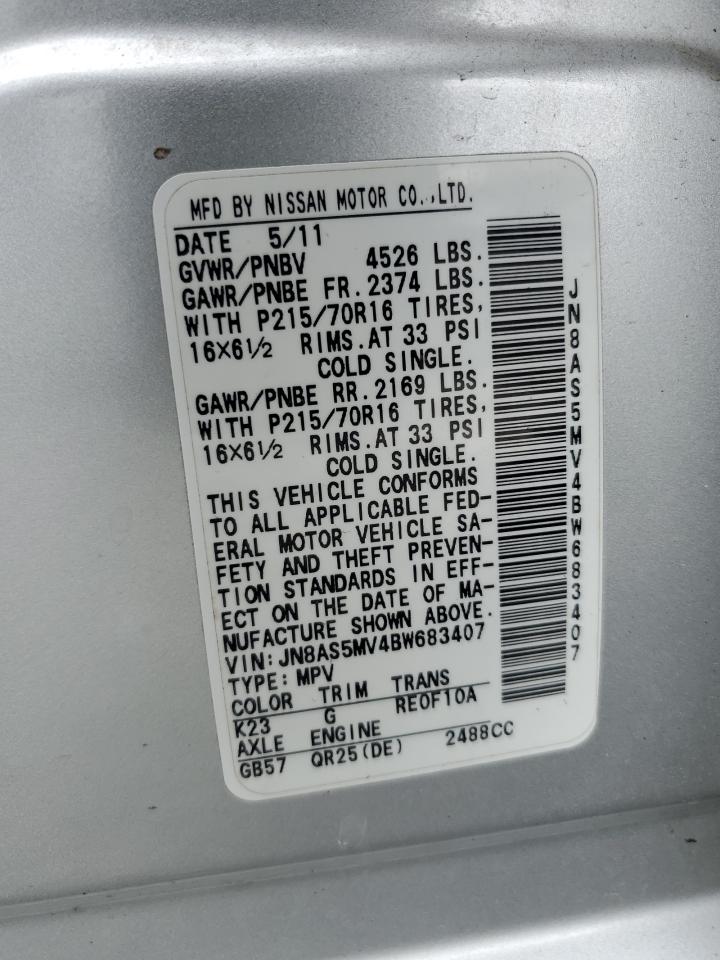 MFD BY NISSAN MOTOR CO.,LTD.
DATE 5/11
GVWR/PNBV 4526 LBS.
GAWR/PNBE FR. 2374 LBS.
WITH P215/70R16 TIRES,
16×6½ RIMS. AT 33 PSI
COLD SINGLE.
GAWR/PNBE RR. 2169 LBS.
WITH P215/70R16 TIRES,
16×6½ RIMS. AT 33 PSI
COLD SINGLE.
THIS VEHICLE CONFORMS
TO ALL APPLICABLE FED-
ERAL MOTOR VEHICLE SA-
FETY AND THEFT PREVEN-
TION STANDARDS IN EFF-
ECT ON THE DATE OF MA-
NUFACTURE SHOWN ABOVE.
VIN: JN8AS5MV4BW683407
TYPE: MPV
COLOR TRIM TRANS
K23 G RE0F10A
AXLE ENGINE
GB57 QR25(DE) 2488CC
JN8AS5MV4BW683407